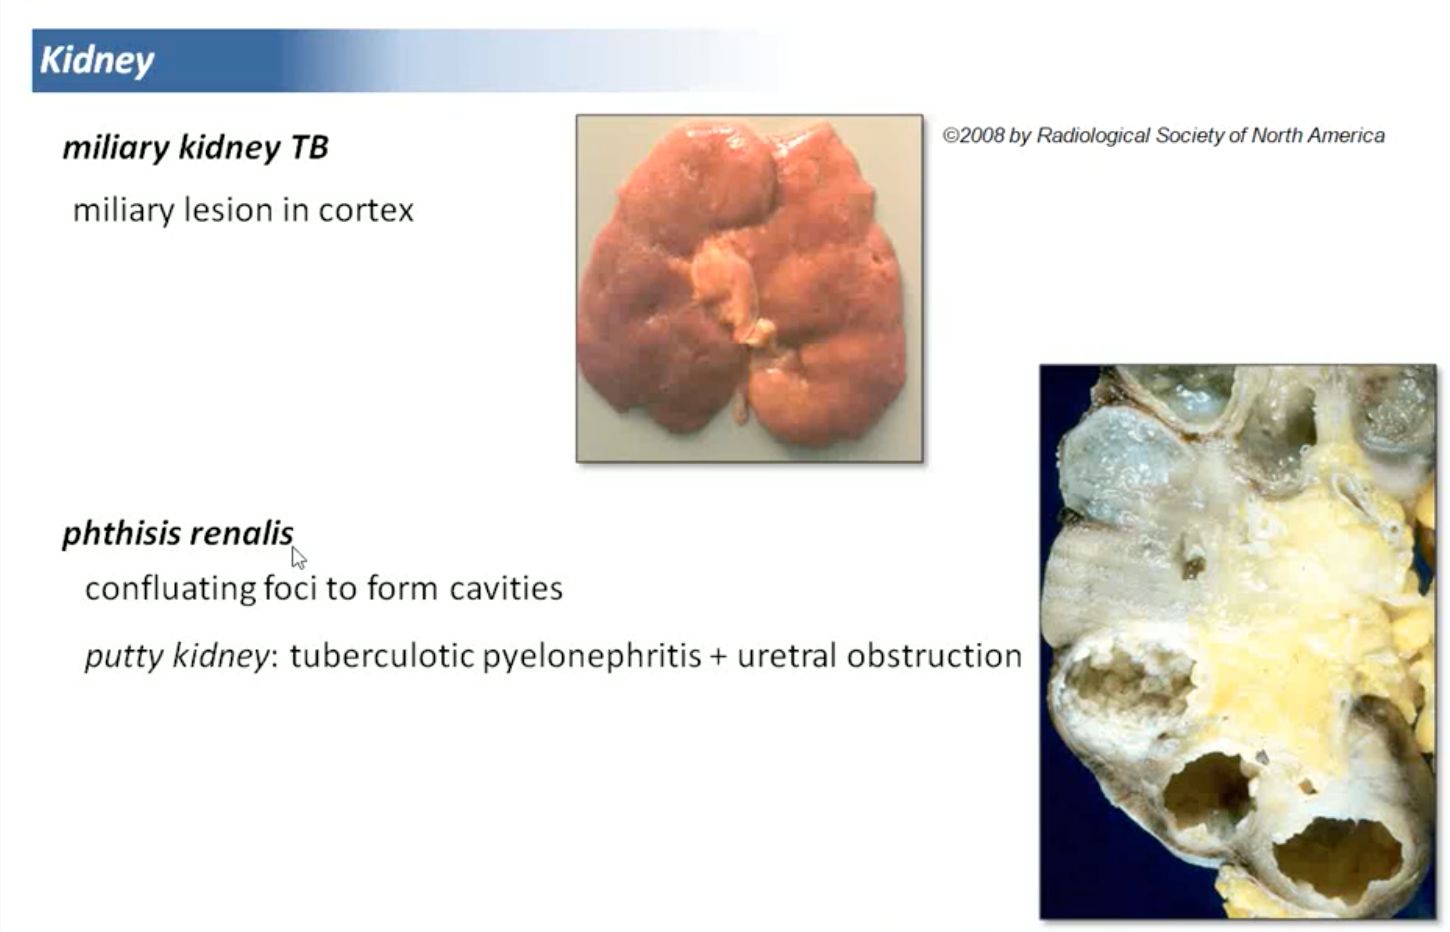 Kidney
miliary kidney TB
©2008 by Radiological Society of North America
miliary lesion in cortex
phthisis renalis
confluating foci to form cavities
putty kidney: tuberculotic pyelonephritis + uretral obstruction